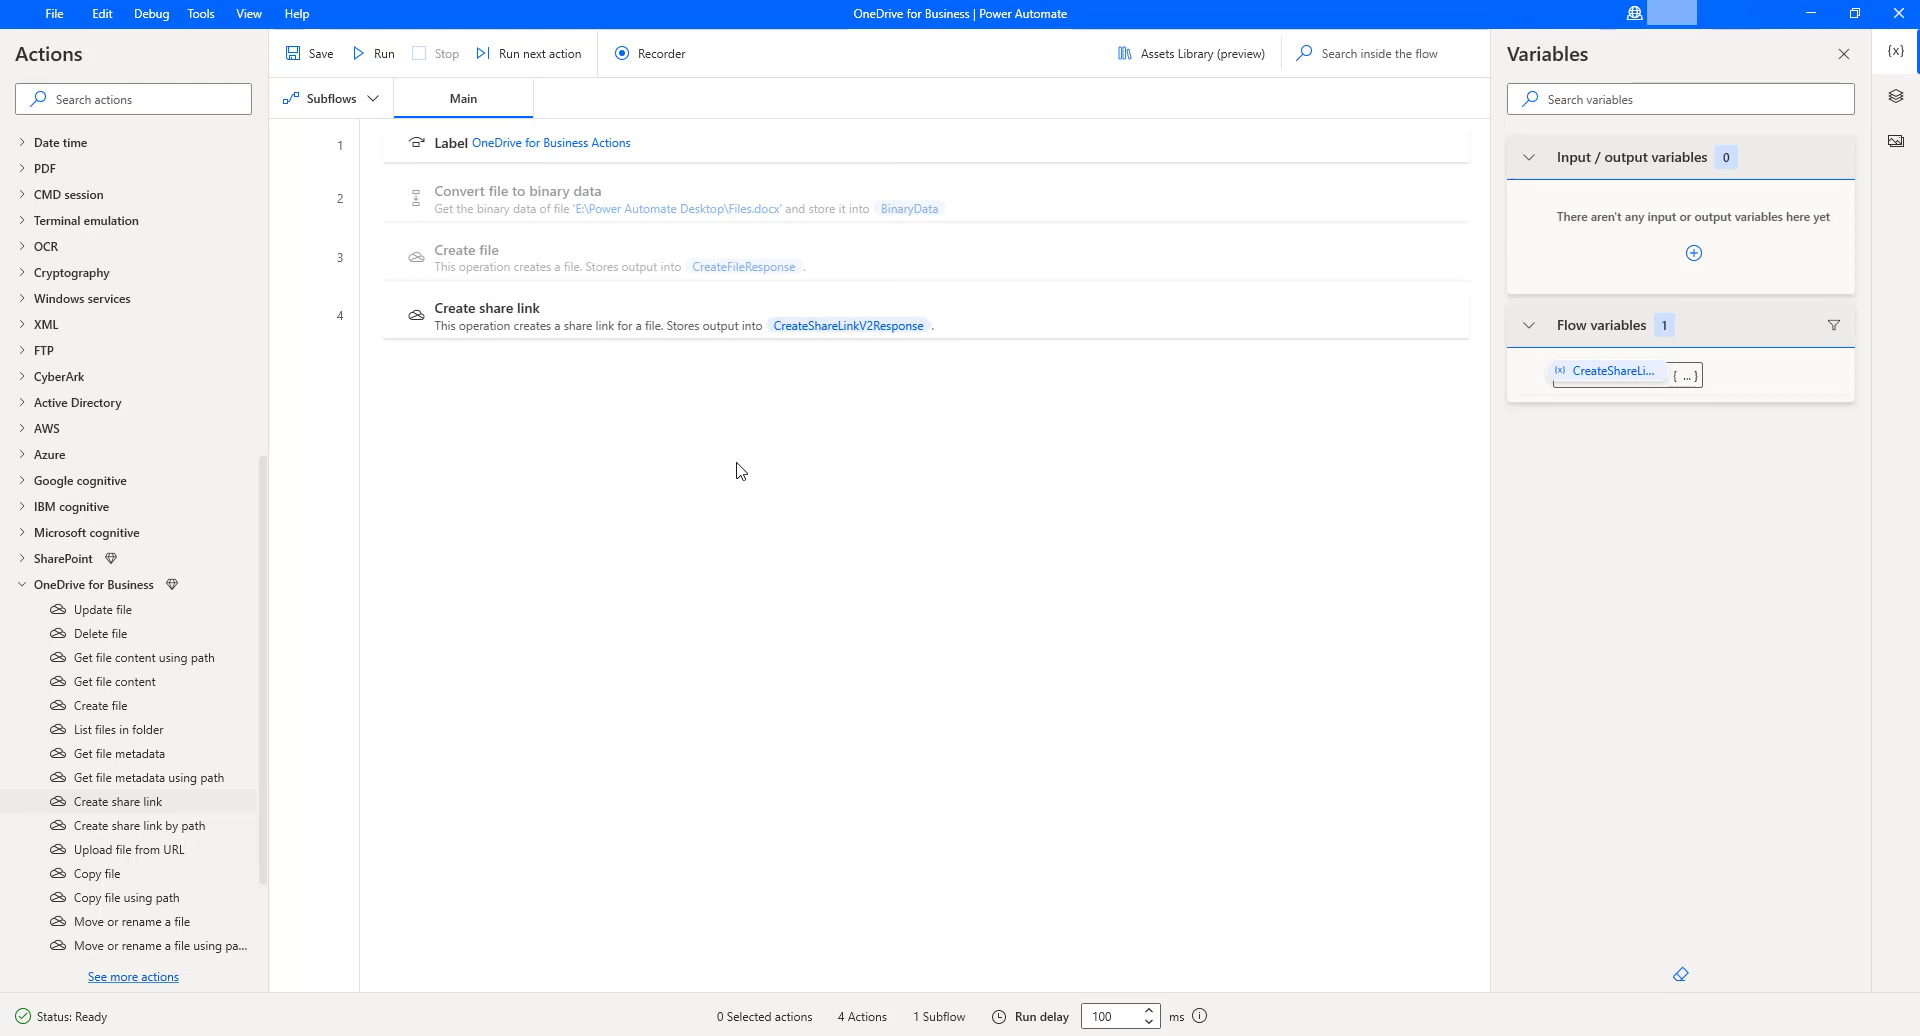 File Edit Debug Tools View Help
OneDrive for Business | Power Automate
Actions
Search actions
Date time
PDF
CMD session
Terminal emulation
OCR
Cryptography
Windows services
XML
FTP
CyberArk
Active Directory
AWS
Azure
Google cognitive
IBM cognitive
Microsoft cognitive
SharePoint
OneDrive for Business
Update file
Delete file
Get file content using path
Get file content
Create file
List files in folder
Get file metadata
Get file metadata using path
Create share link
Create share link by path
Upload file from URL
Copy file
Copy file using path
Move or rename a file
Move or rename a file using pa...
See more actions
Save Run Stop Run next action Recorder
Assets Library (preview) Search inside the flow
Subflows Main
1 Label OneDrive for Business Actions
2 Convert file to binary data
Get the binary data of file 'E:\Power Automate Desktop\Files.docx' and store it into BinaryData
3 Create file
This operation creates a file. Stores output into CreateFileResponse .
4 Create share link
This operation creates a share link for a file. Stores output into CreateShareLinkV2Response .
Variables
{x}
Search variables
Input / output variables 0
There aren't any input or output variables here yet
Flow variables 1
(x) CreateShareLi... { ... }
Status: Ready
0 Selected actions 4 Actions 1 Subflow Run delay 100 ms